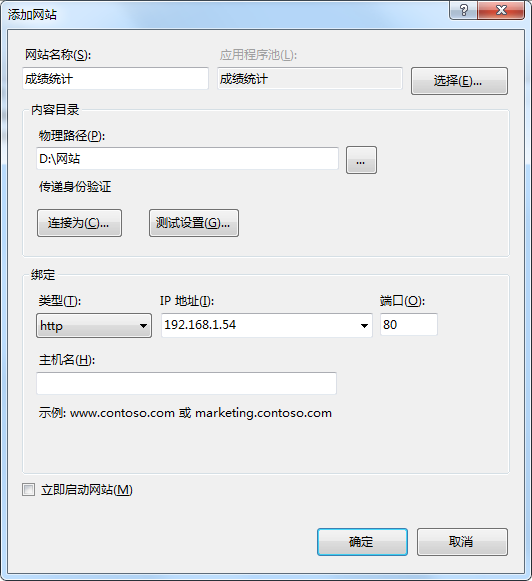 添加网站
网站名称(S):
应用程序池(L):
成绩统计
成绩统计
选择(E)...
内容目录
物理路径(P):
D:\网站
...
传递身份验证
连接为(C)...
测试设置(G)...
绑定
类型(T):
IP 地址(I):
端口(O):
http
192.168.1.54
80
主机名(H):
示例: www.contoso.com 或 marketing.contoso.com
立即启动网站(M)
确定
取消